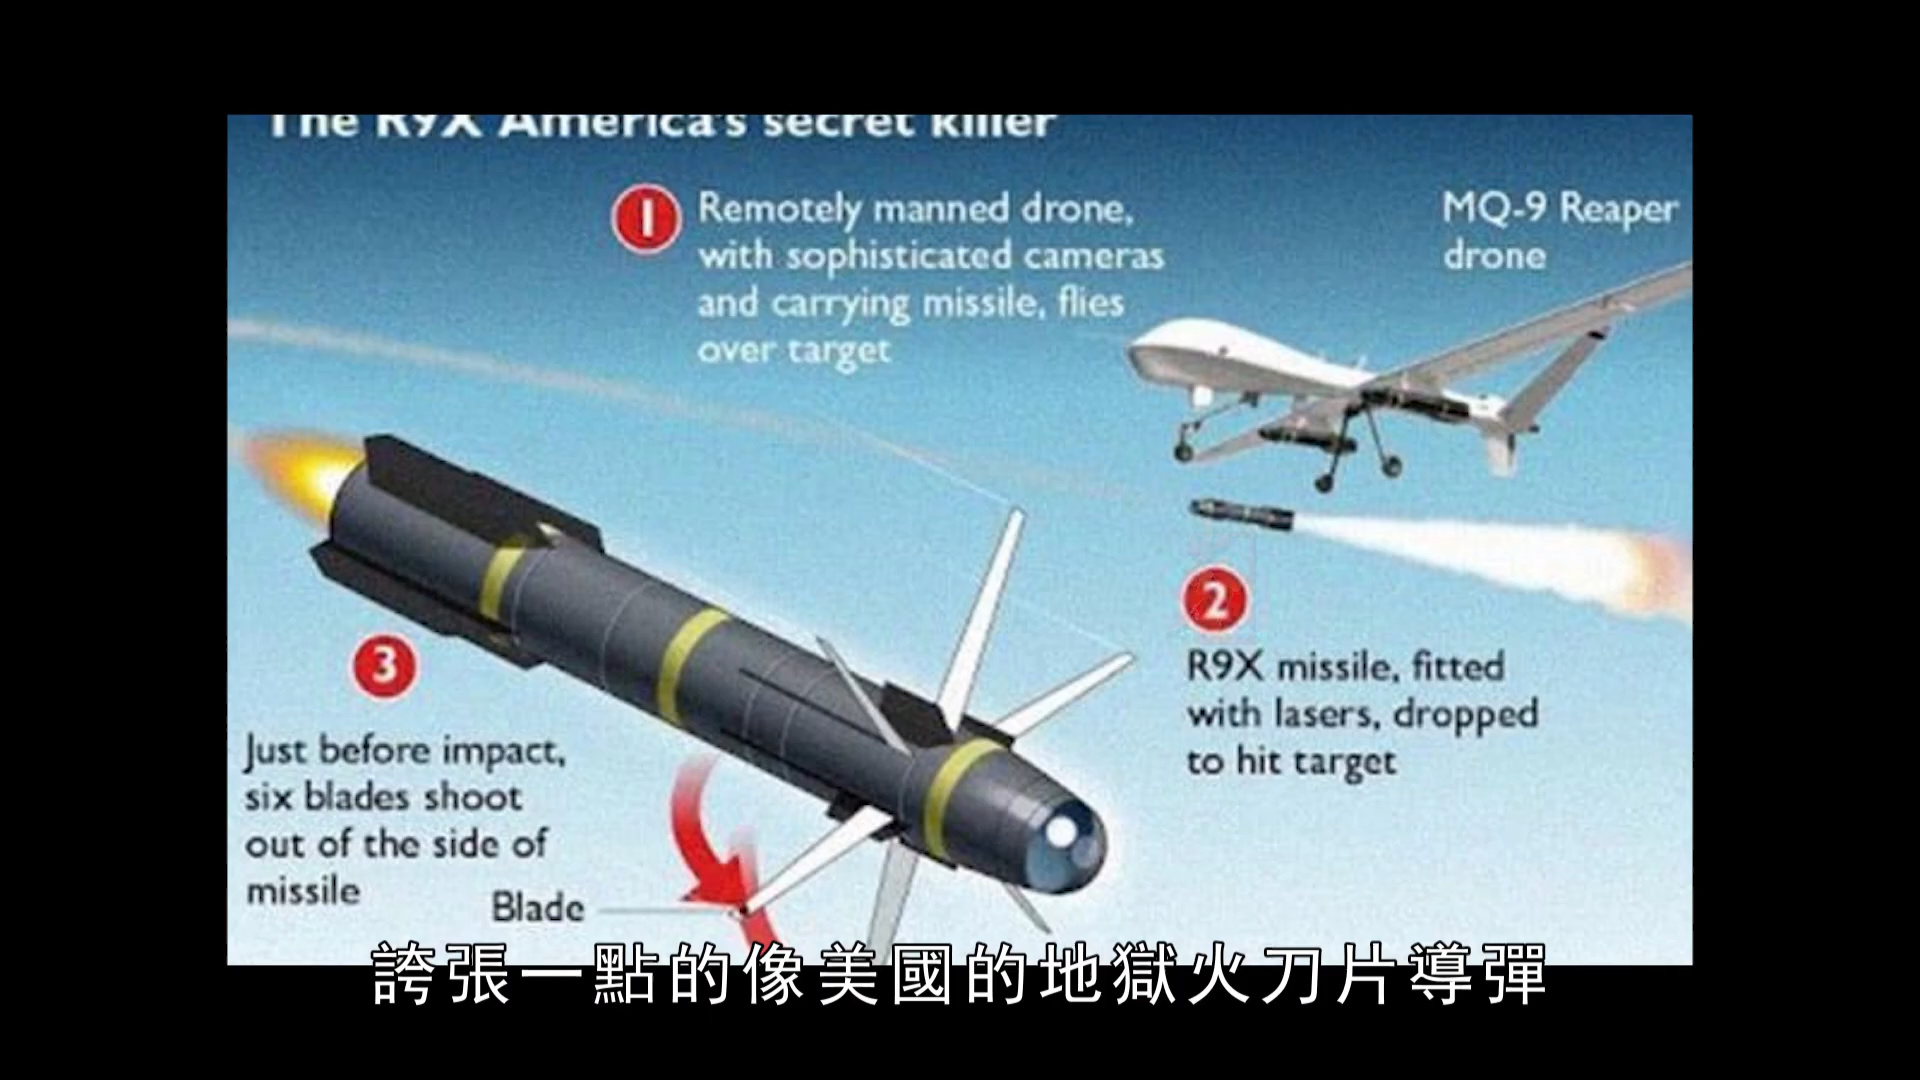 The R9X America's secret killer
1
Remotely manned drone,
with sophisticated cameras
and carrying missile, flies
over target
MQ-9 Reaper
drone
2
R9X missile, fitted
with lasers, dropped
to hit target
3
Just before impact,
six blades shoot
out of the side of
missile
Blade
誇張一點的像美國的地獄火刀片導彈